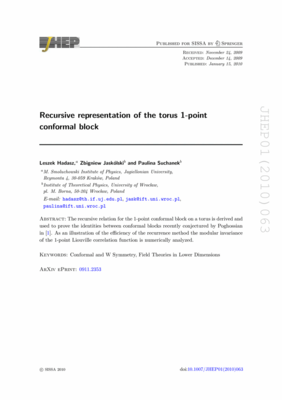 JHEP
Published for SISSA by Springer
Received: November 24, 2009
Accepted: December 14, 2009
Published: January 15, 2010
Recursive representation of the torus 1-point
conformal block
Leszek Hadasz,a Zbigniew Jaskólskib and Paulina Suchaneka
a M. Smoluchowski Institute of Physics, Jagiellonian University,
Reymonta 4, 30-059 Kraków, Poland
b Institute of Theoretical Physics, University of Wrocław,
pl. M. Borna, 50-204 Wrocław, Poland
E-mail: hadasz@th.if.uj.edu.pl, jask@ift.uni.wroc.pl,
paulina@ift.uni.wroc.pl
Abstract: The recursive relation for the 1-point conformal block on a torus is derived and
used to prove the identities between conformal blocks recently conjectured by Poghossian
in [1]. As an illustration of the efficiency of the recurrence method the modular invariance
of the 1-point Liouville correlation function is numerically analyzed.
Keywords: Conformal and W Symmetry, Field Theories in Lower Dimensions
ArXiv ePrint: 0911.2353
JHEP01(2010)063
© SISSA 2010
doi:10.1007/JHEP01(2010)063